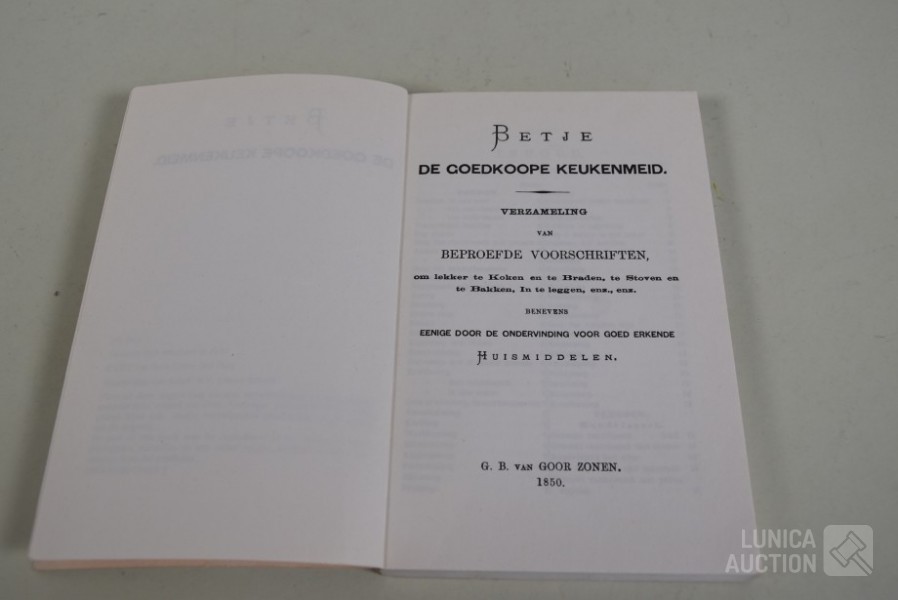 BETJE
DE GOEDKOOPE KEUKENMEID.
VERZAMELING
VAN
BEPROEFDE VOORSCHRIFTEN,
om lekker te Koken en te Braden, te Stoven en
te Bakken, In te leggen, enz., enz.
BENEVENS
EENIGE DOOR DE ONDERVINDING VOOR GOED ERKENDE
HUISMIDDELEN.
G. B. VAN GOOR ZONEN.
1850.
LUNICA
AUCTION